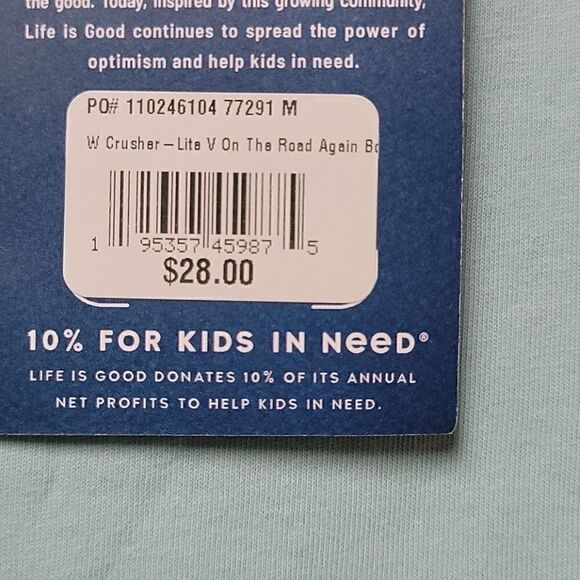 the good. Today, inspired by this growing community,
Life is Good continues to spread the power of
optimism and help kids in need.
PO# 110246104 77291 M
W Crusher-Lite V On The Road Again
1 95357 45987 5
$28.00
10% FOR KIDS IN NeeD®
LIFE IS GOOD DONATES 10% OF ITS ANNUAL
NET PROFITS TO HELP KIDS IN NEED.